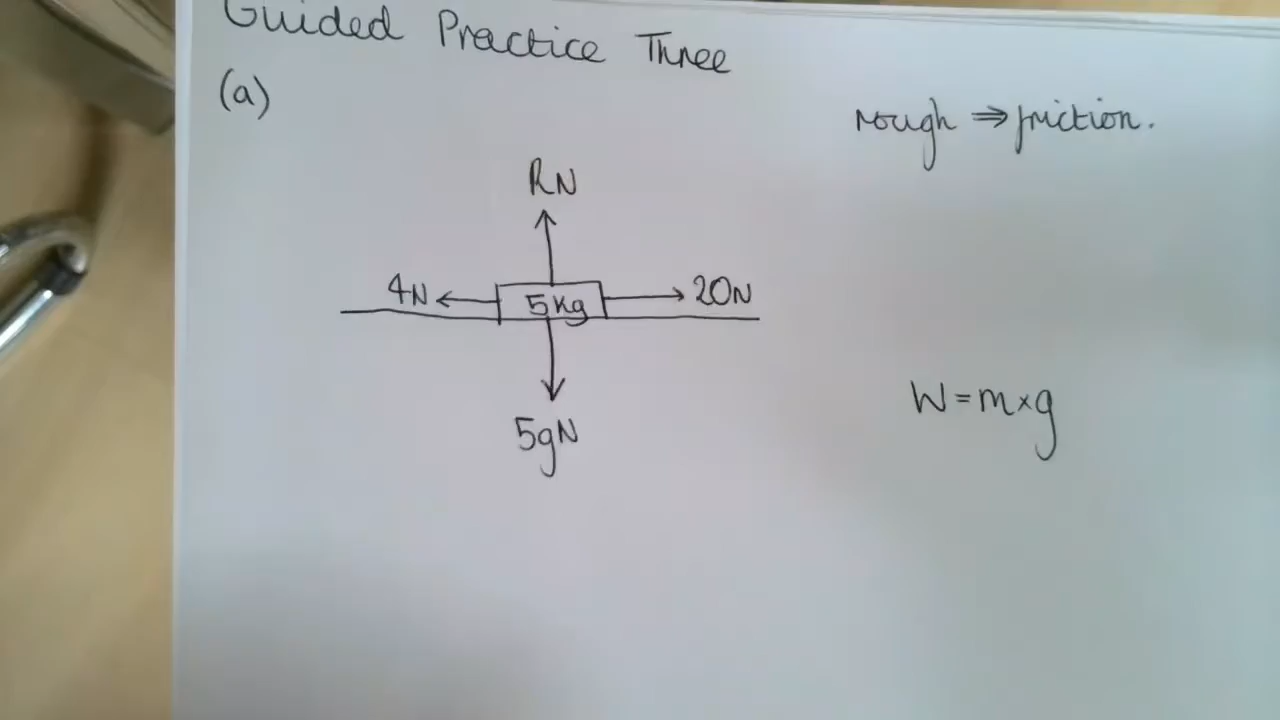 Guided Practice Three
(a)
rough ⇒ friction.
RN
4N
5kg
20N
5gN
W=m×g